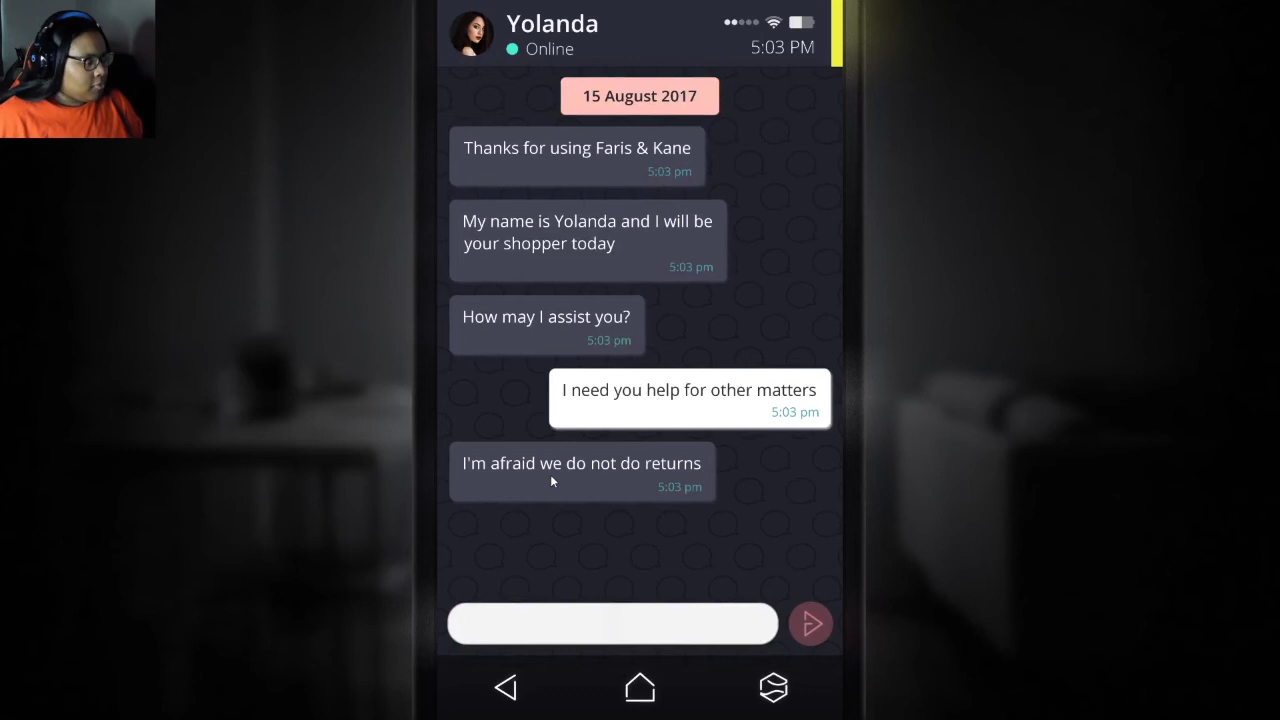 Yolanda
Online
5:03 PM
15 August 2017
Thanks for using Faris & Kane
5:03 pm
My name is Yolanda and I will be
your shopper today
5:03 pm
How may I assist you?
5:03 pm
I need you help for other matters
5:03 pm
I'm afraid we do not do returns
5:03 pm